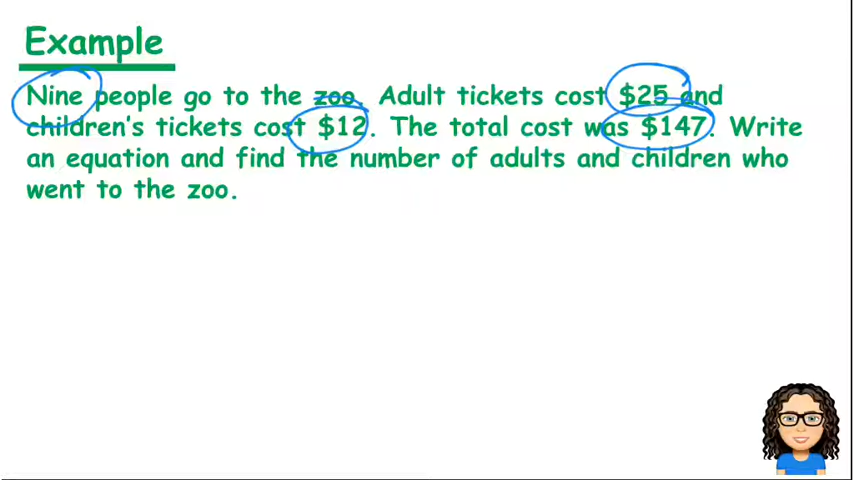 Example
Nine people go to the zoo. Adult tickets cost $25 and
children's tickets cost $12. The total cost was $147. Write
an equation and find the number of adults and children who
went to the zoo.